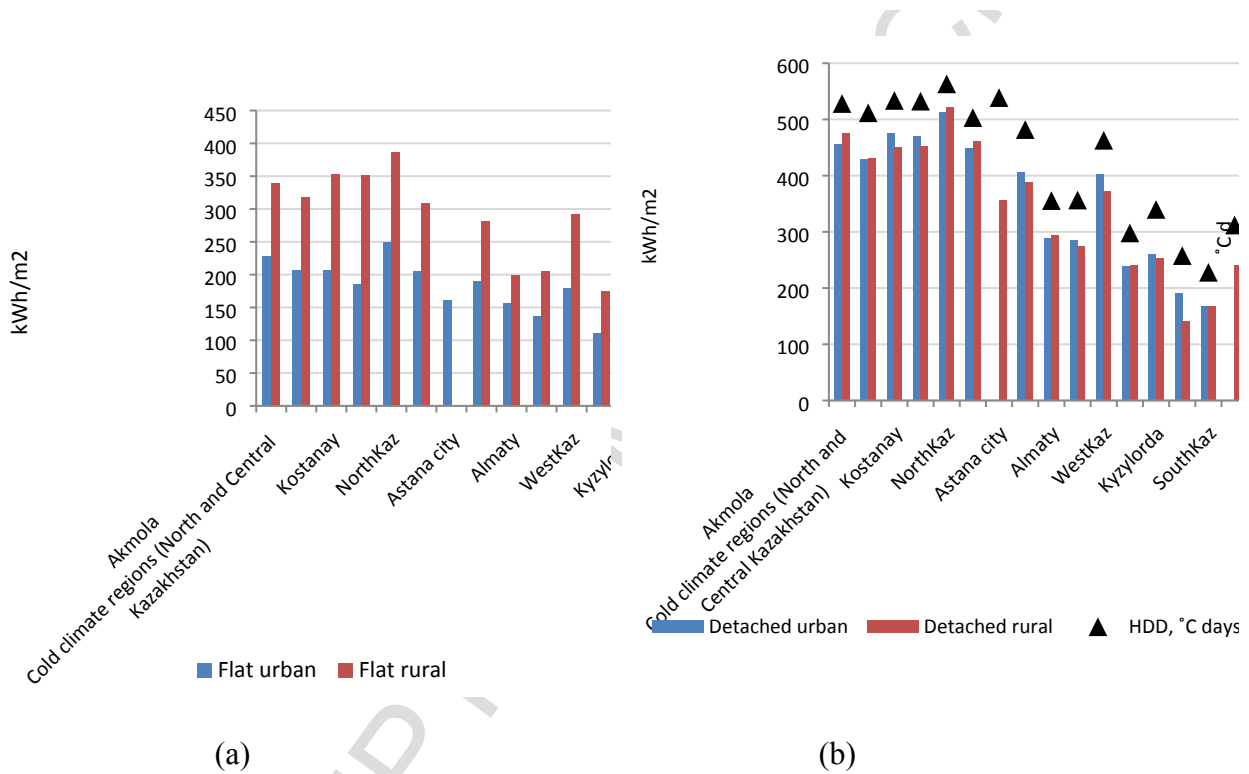 450
400
350
300
250
200
150
100
50
0
kWh/m2
Akmola
Cold climate regions (North and Central
Kazakhstan)
Kostanay
NorthKaz
Astana city
Almaty
WestKaz
Flat urban
Flat rural
(a)
600
500
400
300
200
100
0
kWh/m2
˚C d
Akmola
Cold climate regions (North and
Central Kazakhstan)
Kostanay
NorthKaz
Astana city
Almaty
WestKaz
Kyzylorda
SouthKaz
Detached urban
Detached rural
HDD, ˚C days
(b)